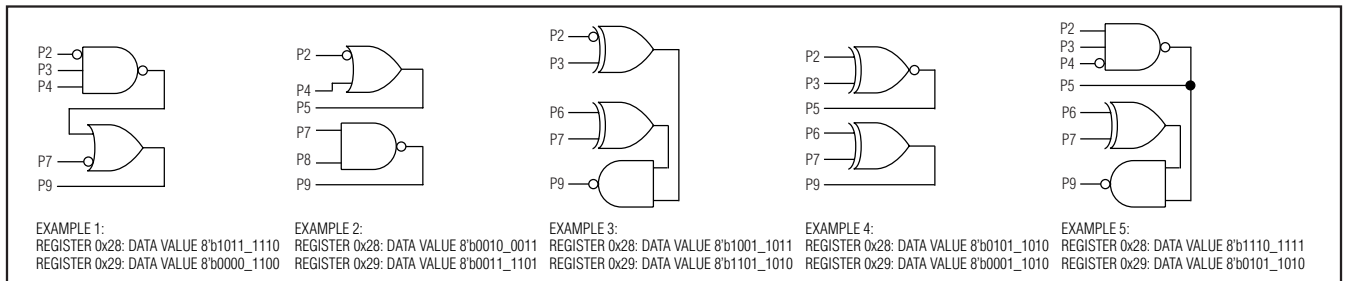 P2
P3
P4
P7
P9
EXAMPLE 1:
REGISTER 0x28: DATA VALUE 8'b1011_1110
REGISTER 0x29: DATA VALUE 8'b0000_1100
P2
P4
P5
P7
P8
P9
EXAMPLE 2:
REGISTER 0x28: DATA VALUE 8'b0010_0011
REGISTER 0x29: DATA VALUE 8'b0011_1101
P2
P3
P6
P7
P9
EXAMPLE 3:
REGISTER 0x28: DATA VALUE 8'b1001_1011
REGISTER 0x29: DATA VALUE 8'b1101_1010
P2
P3
P5
P6
P7
P9
EXAMPLE 4:
REGISTER 0x28: DATA VALUE 8'b0101_1010
REGISTER 0x29: DATA VALUE 8'b0001_1010
P2
P3
P4
P5
P6
P7
P9
EXAMPLE 5:
REGISTER 0x28: DATA VALUE 8'b1110_1111
REGISTER 0x29: DATA VALUE 8'b0101_1010